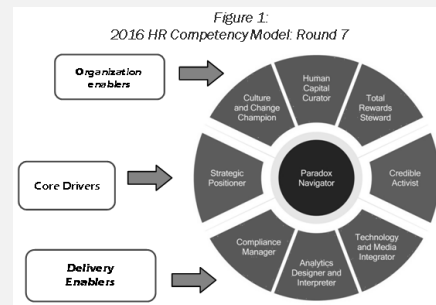 Figure 1:
2016 HR Competency Model: Round 7
Organization
enablers
Human
Capital
Curator
Culture
and Change
Champion
Total
Rewards
Steward
Core Drivers
Strategic
Positioner
Paradox
Navigator
Credible
Activist
Delivery
Enablers
Compliance
Manager
Analytics
Designer and
Interpreter
Technology
and Media
Integrator